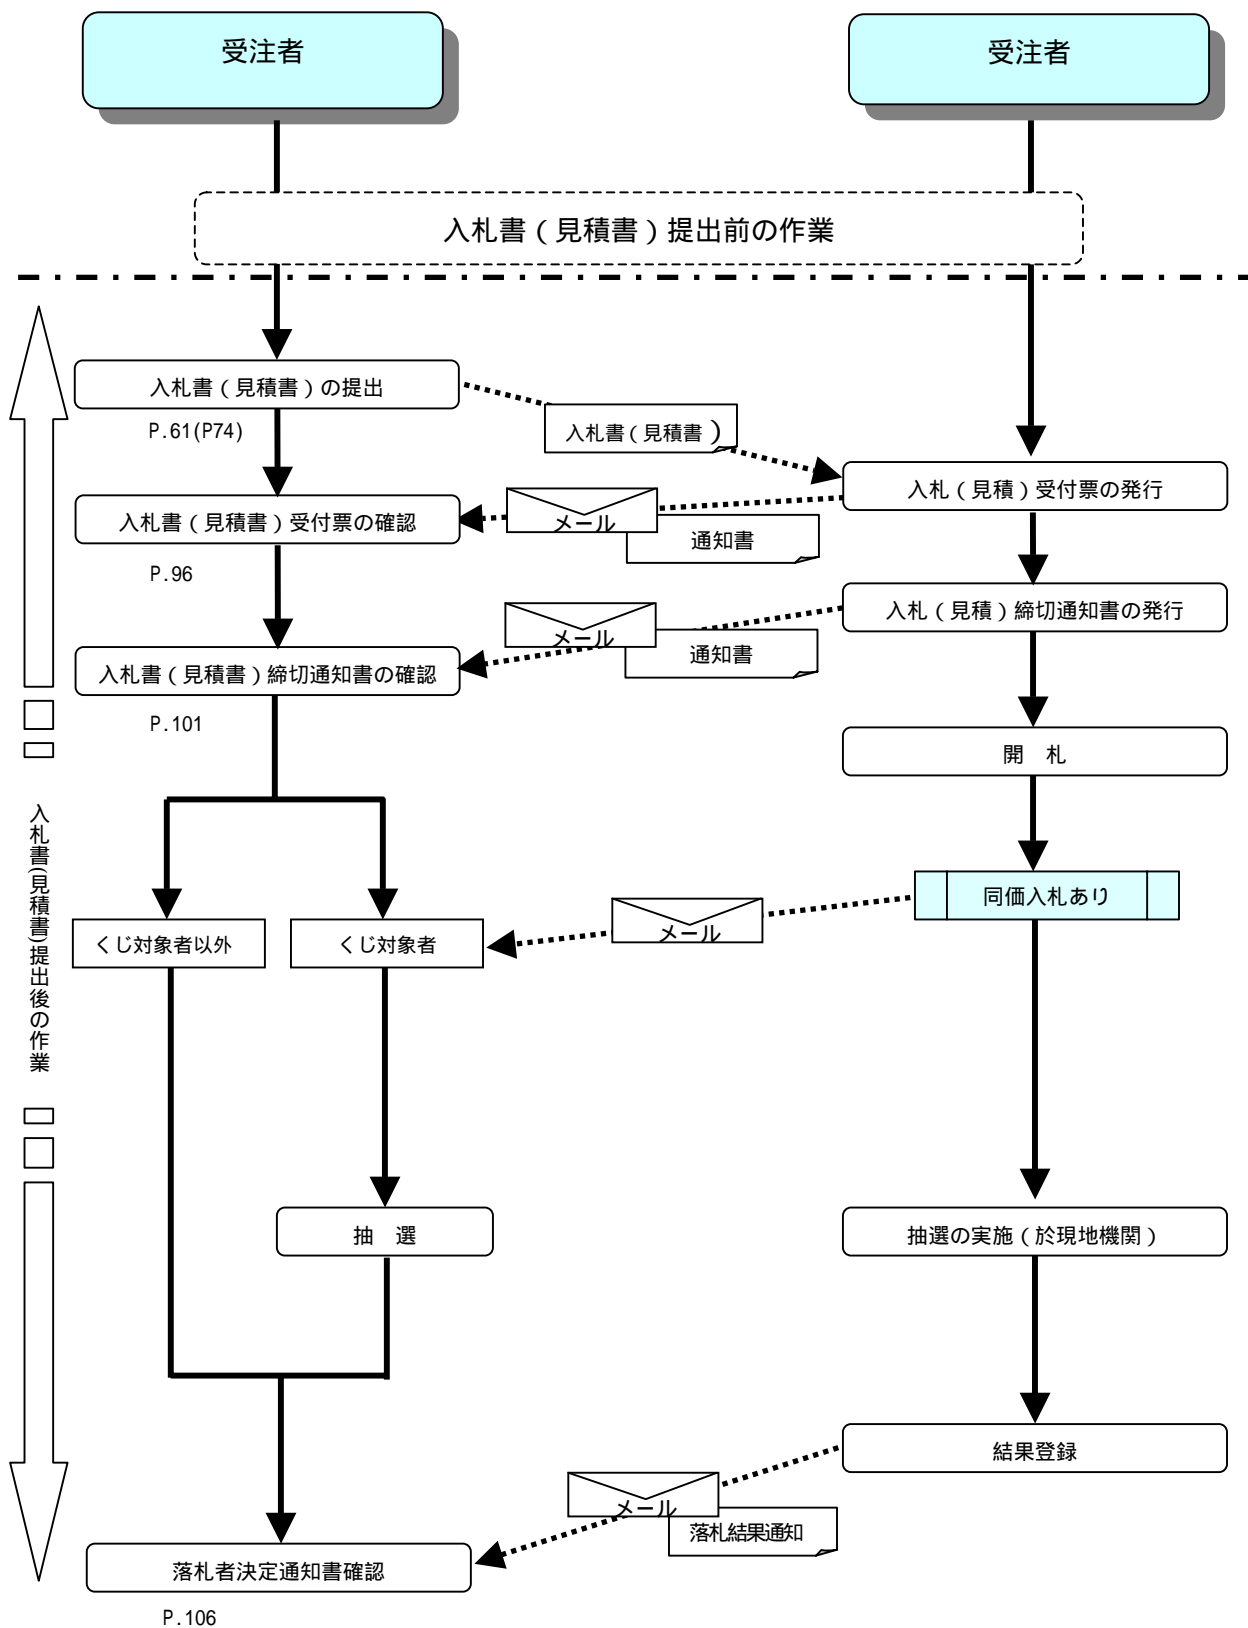 受注者
受注者
入札書（見積書）提出前の作業
入札書（見積書）の提出
P.61(P74)
入札書（見積書）
入札（見積）受付票の発行
入札書（見積書）受付票の確認
メール
通知書
P.96
入札（見積）締切通知書の発行
メール
通知書
入札書（見積書）締切通知書の確認
P.101
開　札
入札書(見積書)提出後の作業
同価入札あり
メール
くじ対象者以外
くじ対象者
抽　選
抽選の実施（於現地機関）
結果登録
メール
落札結果通知
落札者決定通知書確認
P.106